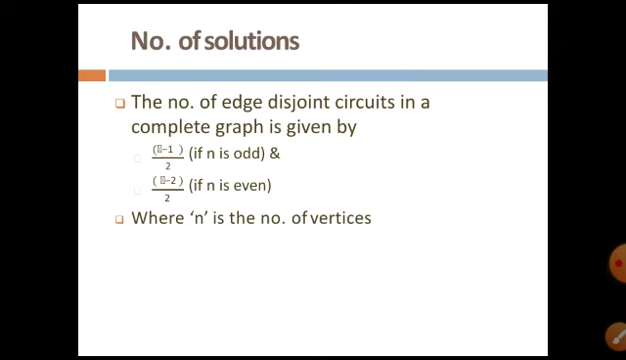 No. of solutions
The no. of edge disjoint circuits in a
complete graph is given by
(▯−1 )/2 (if n is odd) &
( ▯−2)/2 (if n is even)
Where ‘n’ is the no. of vertices